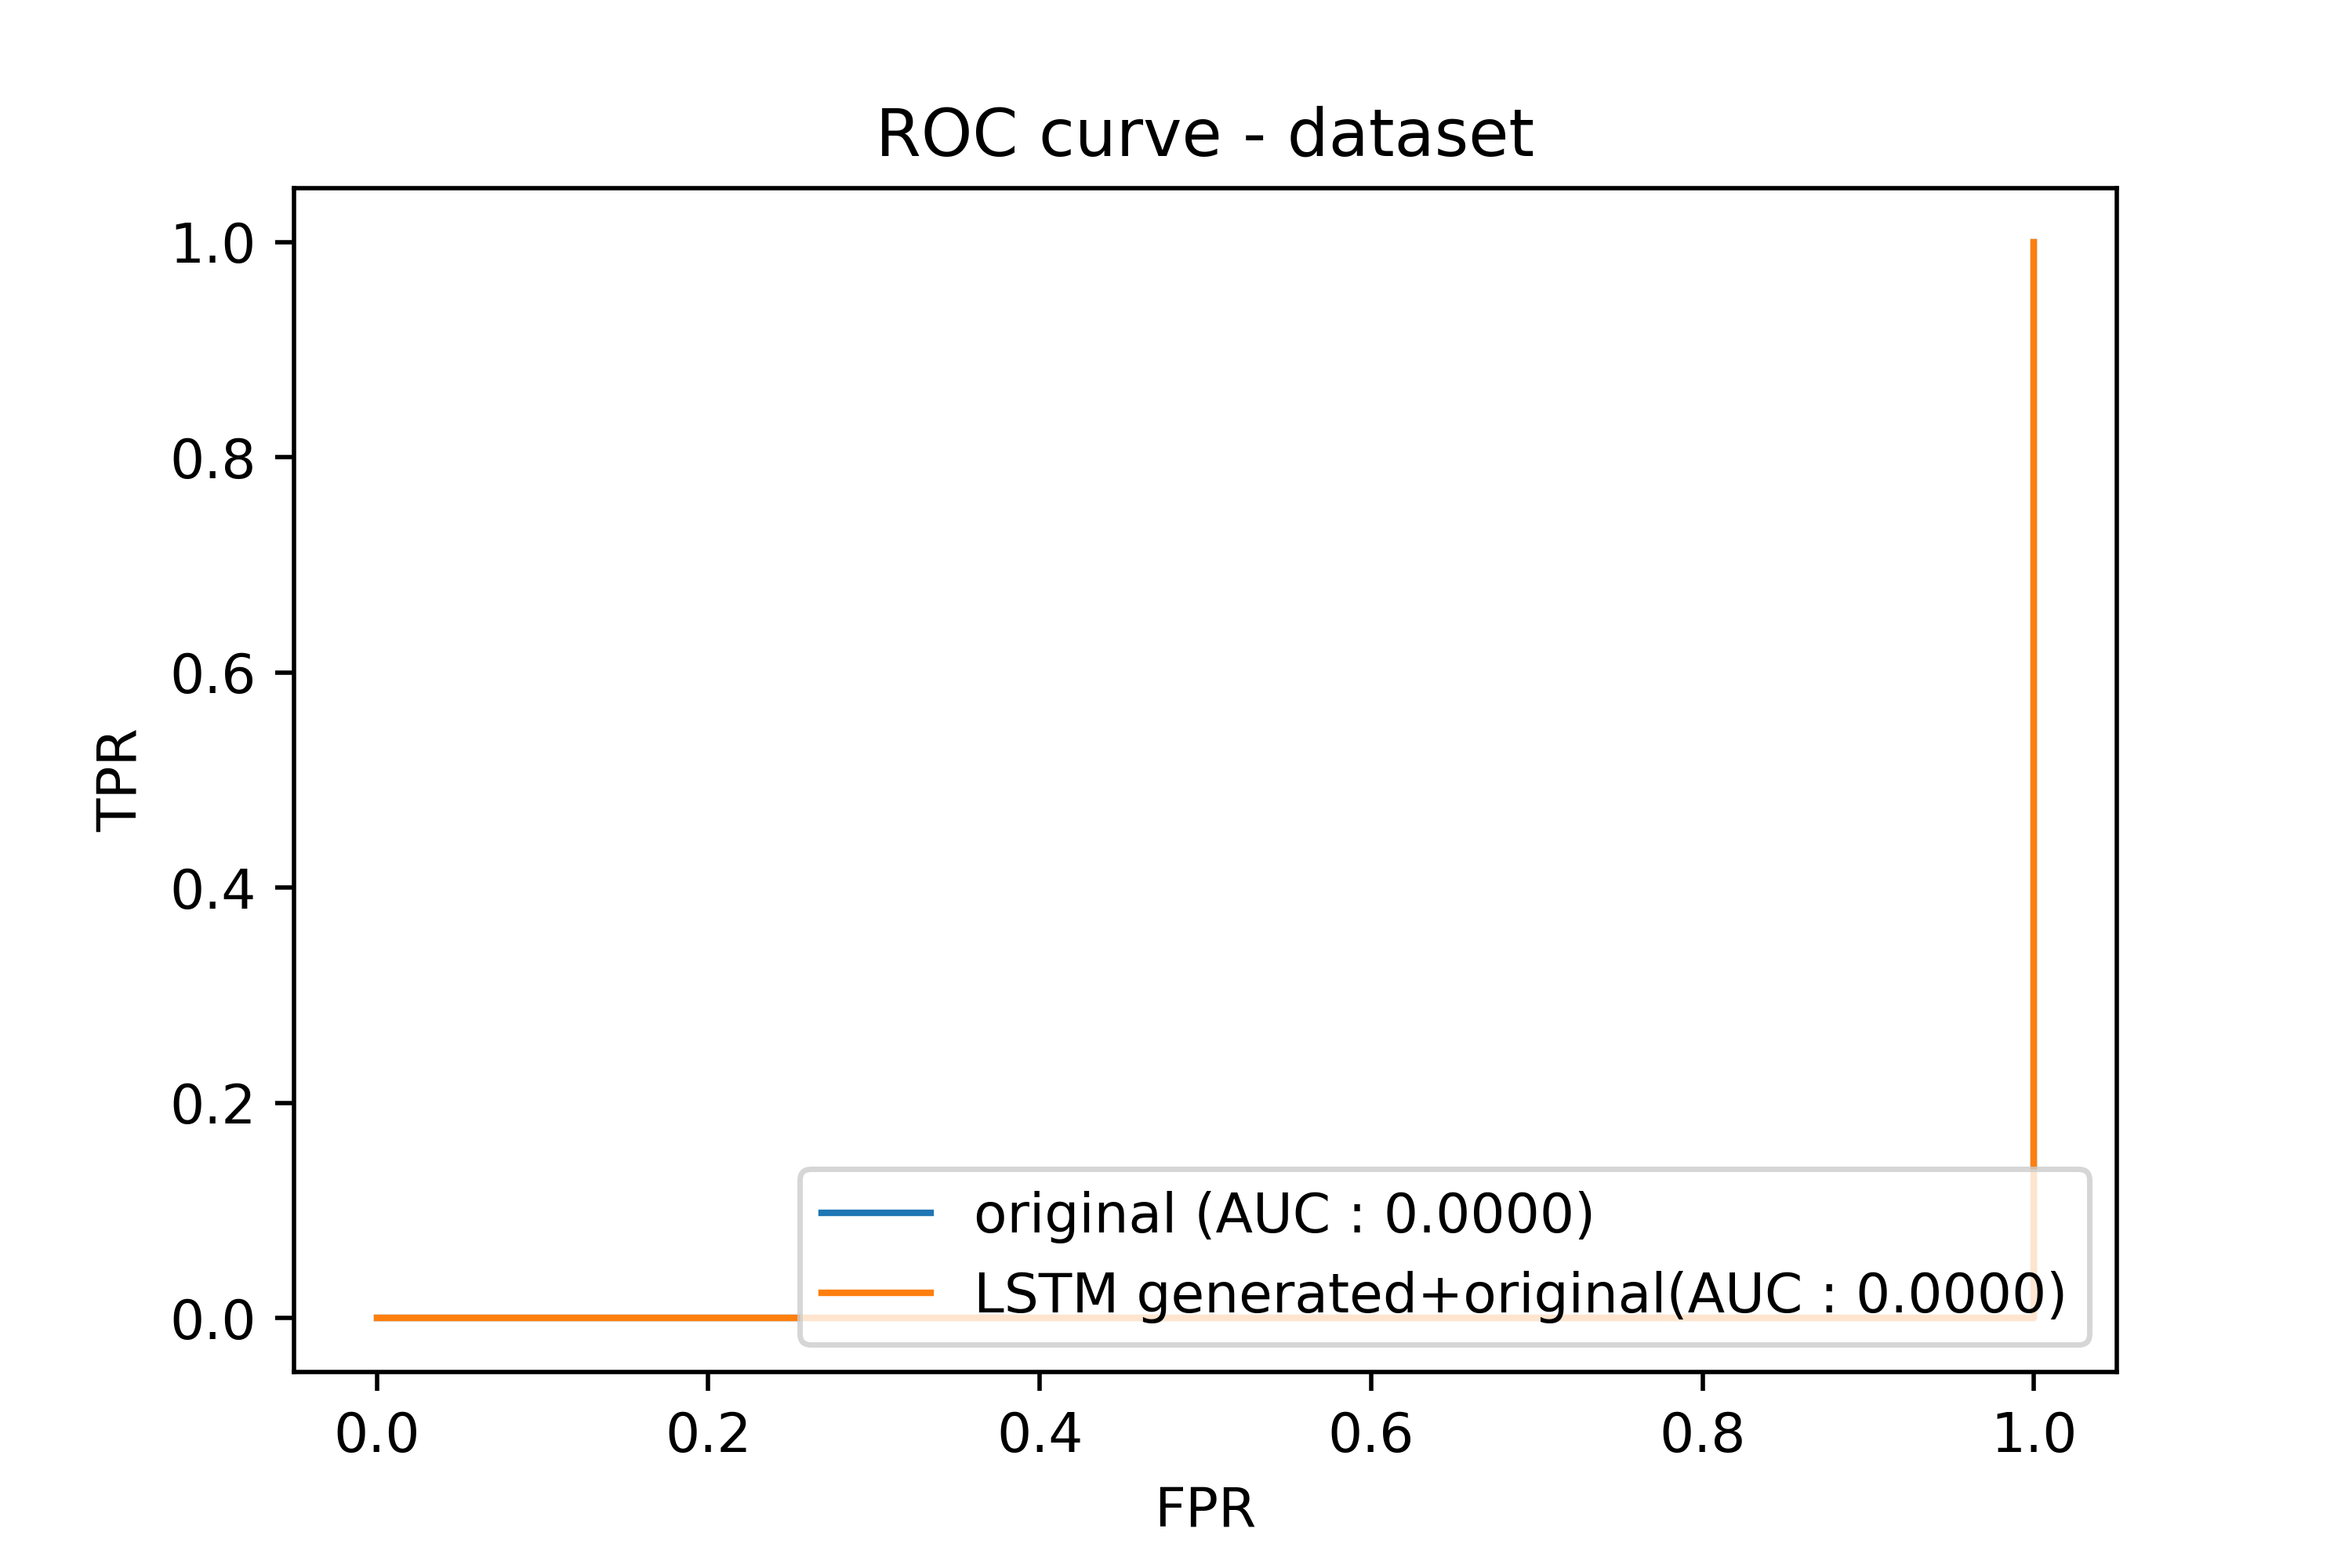 ROC curve - dataset
1.0
0.8
0.6
0.4
0.2
0.0
TPR
original (AUC : 0.0000)
LSTM generated+original(AUC : 0.0000)
0.0 0.2 0.4 0.6 0.8 1.0
FPR